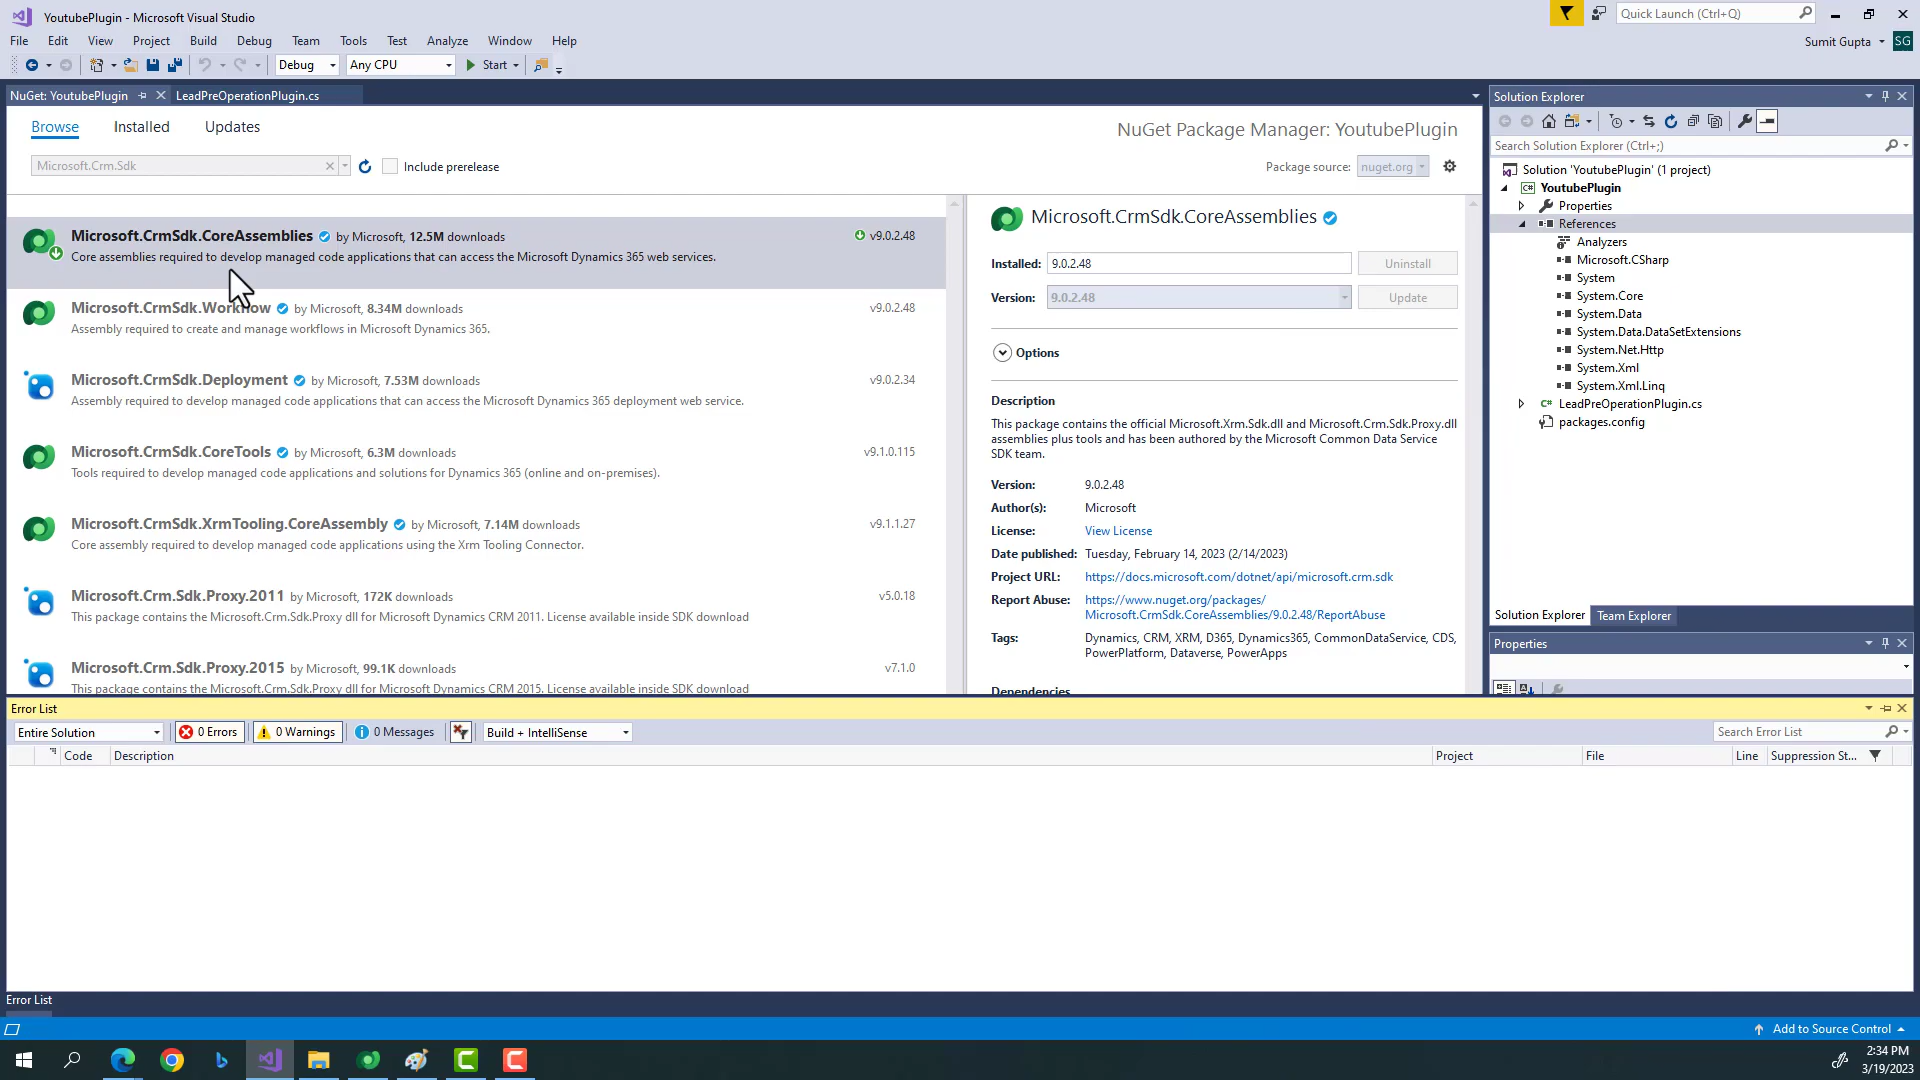 YoutubePlugin - Microsoft Visual Studio
Quick Launch (Ctrl+Q)
File Edit View Project Build Debug Team Tools Test Analyze Window Help
Sumit Gupta SG
Debug Any CPU Start
NuGet: YoutubePlugin LeadPreOperationPlugin.cs
Browse Installed Updates
NuGet Package Manager: YoutubePlugin
Microsoft.Crm.Sdk Include prerelease
Package source: nuget.org
Microsoft.CrmSdk.CoreAssemblies by Microsoft, 12.5M downloads v9.0.2.48
Core assemblies required to develop managed code applications that can access the Microsoft Dynamics 365 web services.
Microsoft.CrmSdk.Workflow by Microsoft, 8.34M downloads v9.0.2.48
Assembly required to create and manage workflows in Microsoft Dynamics 365.
Microsoft.CrmSdk.Deployment by Microsoft, 7.53M downloads v9.0.2.34
Assembly required to develop managed code applications that can access the Microsoft Dynamics 365 deployment web service.
Microsoft.CrmSdk.CoreTools by Microsoft, 6.3M downloads v9.1.0.115
Tools required to develop managed code applications and solutions for Dynamics 365 (online and on-premises).
Microsoft.CrmSdk.XrmTooling.CoreAssembly by Microsoft, 7.14M downloads v9.1.1.27
Core assembly required to develop managed code applications using the Xrm Tooling Connector.
Microsoft.Crm.Sdk.Proxy.2011 by Microsoft, 172K downloads v5.0.18
This package contains the Microsoft.Crm.Sdk.Proxy dll for Microsoft Dynamics CRM 2011. License available inside SDK download
Microsoft.Crm.Sdk.Proxy.2015 by Microsoft, 99.1K downloads v7.1.0
This package contains the Microsoft.Crm.Sdk.Proxy dll for Microsoft Dynamics CRM 2015. License available inside SDK download
Microsoft.CrmSdk.CoreAssemblies
Installed: 9.0.2.48 Uninstall
Version: 9.0.2.48 Update
Options
Description
This package contains the official Microsoft.Xrm.Sdk.dll and Microsoft.Crm.Sdk.Proxy.dll
assemblies plus tools and has been authored by the Microsoft Common Data Service
SDK team.
Version: 9.0.2.48
Author(s): Microsoft
License: View License
Date published: Tuesday, February 14, 2023 (2/14/2023)
Project URL: https://docs.microsoft.com/dotnet/api/microsoft.crm.sdk
Report Abuse: https://www.nuget.org/packages/
Microsoft.CrmSdk.CoreAssemblies/9.0.2.48/ReportAbuse
Tags: Dynamics, CRM, XRM, D365, Dynamics365, CommonDataService, CDS,
PowerPlatform, Dataverse, PowerApps
Dependencies
Solution Explorer
Search Solution Explorer (Ctrl+;)
Solution 'YoutubePlugin' (1 project)
C# YoutubePlugin
Properties
References
Analyzers
Microsoft.CSharp
System
System.Core
System.Data
System.Data.DataSetExtensions
System.Net.Http
System.Xml
System.Xml.Linq
C# LeadPreOperationPlugin.cs
packages.config
Solution Explorer Team Explorer
Properties
Error List
Entire Solution 0 Errors 0 Warnings 0 Messages Build + IntelliSense
Search Error List
Code Description Project File Line Suppression St...
Error List
Add to Source Control
2:34 PM
3/19/2023